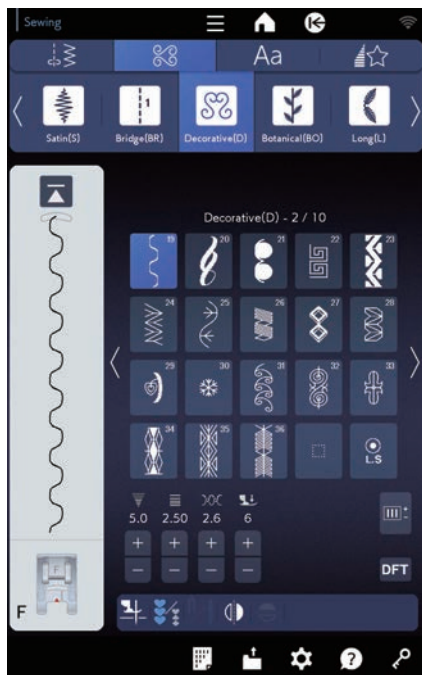 Sewing
Aa
1
Satin(S) Bridge(BR) Decorative(D) Botanical(BO) Long(L)
Decorative(D) - 2 / 10
19 20 21 22 23
24 25 26 27 28
29 30 31 32 33
34 35 36
L.S
5.0 2.50 2.6 6
+ + + +
− − − −
DFT
F
?